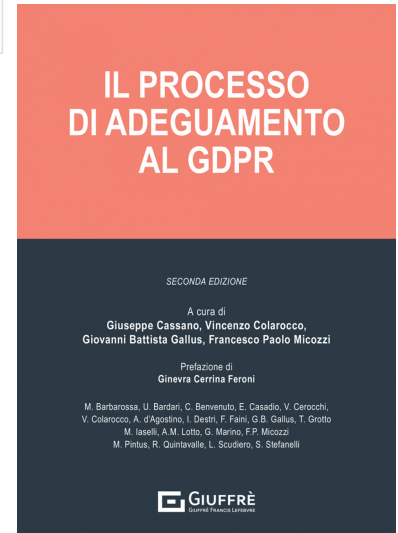 IL PROCESSO
DI ADEGUAMENTO
AL GDPR
SECONDA EDIZIONE
A cura di
Giuseppe Cassano, Vincenzo Colarocco,
Giovanni Battista Gallus, Francesco Paolo Micozzi
Prefazione di
Ginevra Cerrina Feroni
M. Barbarossa, U. Bardari, C. Benvenuto, E. Casadio, V. Cerocchi,
V. Colarocco, A. d'Agostino, I. Destri, F. Faini, G.B. Gallus, T. Grotto
M. Iaselli, A.M. Lotto, G. Marino, F.P. Micozzi
M. Pintus, R. Quintavalle, L. Scudiero, S. Stefanelli
GIUFFRÈ
GIUFFRÈ FRANCIS LEFEBVRE